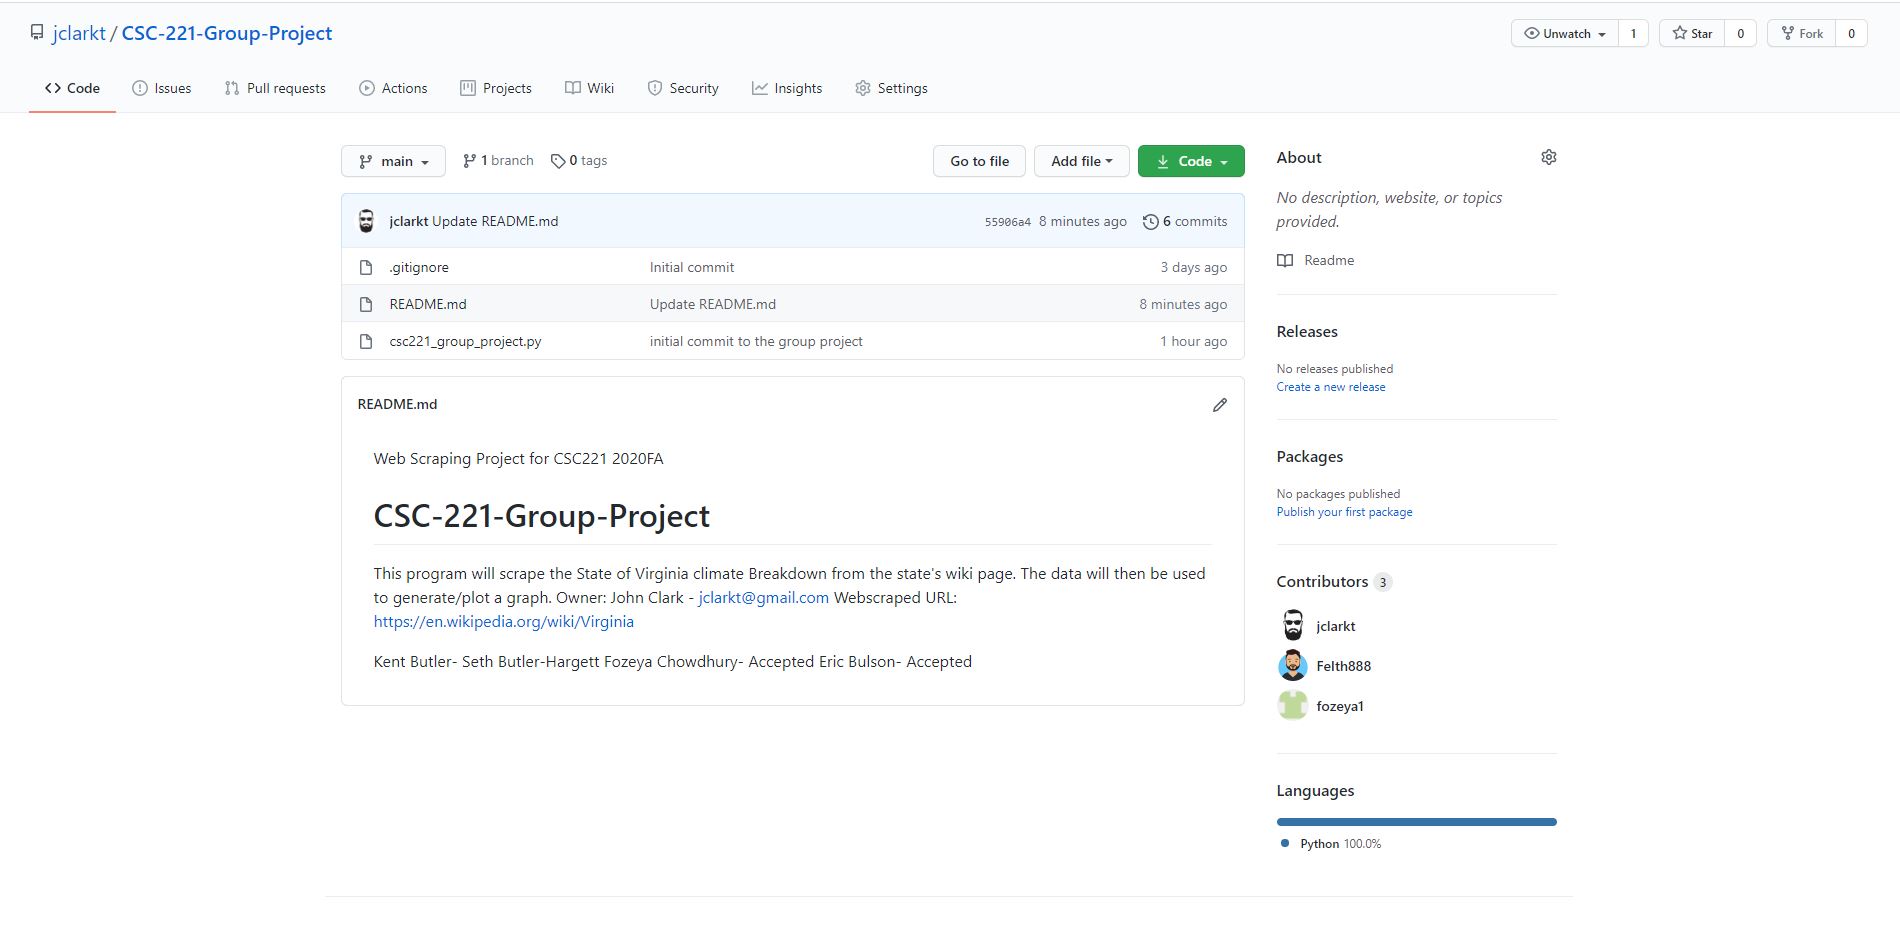 jclarkt / CSC-221-Group-Project
Unwatch 1 Star 0 Fork 0
Code Issues Pull requests Actions Projects Wiki Insights Security Settings
main 1 branch 0 tags Go to file Add file Code
jclarkt Update README.md 55906a4 8 minutes ago 6 commits
.gitignore Initial commit 3 days ago
README.md Update README.md 8 minutes ago
csc221_group_project.py initial commit to the group project 1 hour ago
README.md
Web Scraping Project for CSC221 2020FA
CSC-221-Group-Project
This program will scrape the State of Virginia climate Breakdown from the state's wiki page. The data will then be used
to generate/plot a graph. Owner: John Clark - jclarkt@gmail.com Webscraped URL:
https://en.wikipedia.org/wiki/Virginia
Kent Butler- Seth Butler-Hargett Fozeya Chowdhury- Accepted Eric Bulson- Accepted
About
No description, website, or topics
provided.
Readme
Releases
No releases published
Create a new release
Packages
No packages published
Publish your first package
Contributors 3
jclarkt
Felth888
fozeya1
Languages
Python 100.0%